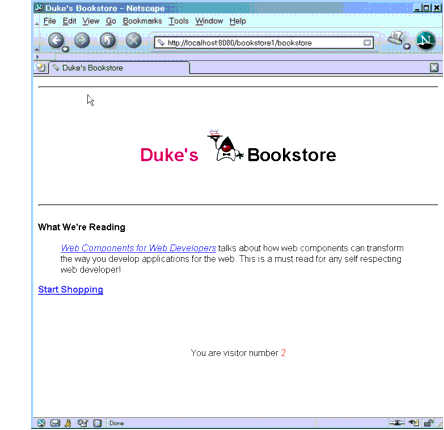 Duke's Bookstore - Netscape
File Edit View Go Bookmarks Tools Window Help
http://localhost:8080/bookstore1/bookstore
Duke's Bookstore
Duke's Bookstore
What We're Reading
Web Components for Web Developers talks about how web components can transform
the way you develop applications for the web. This is a must read for any self respecting
web developer!
Start Shopping
You are visitor number 2
Done